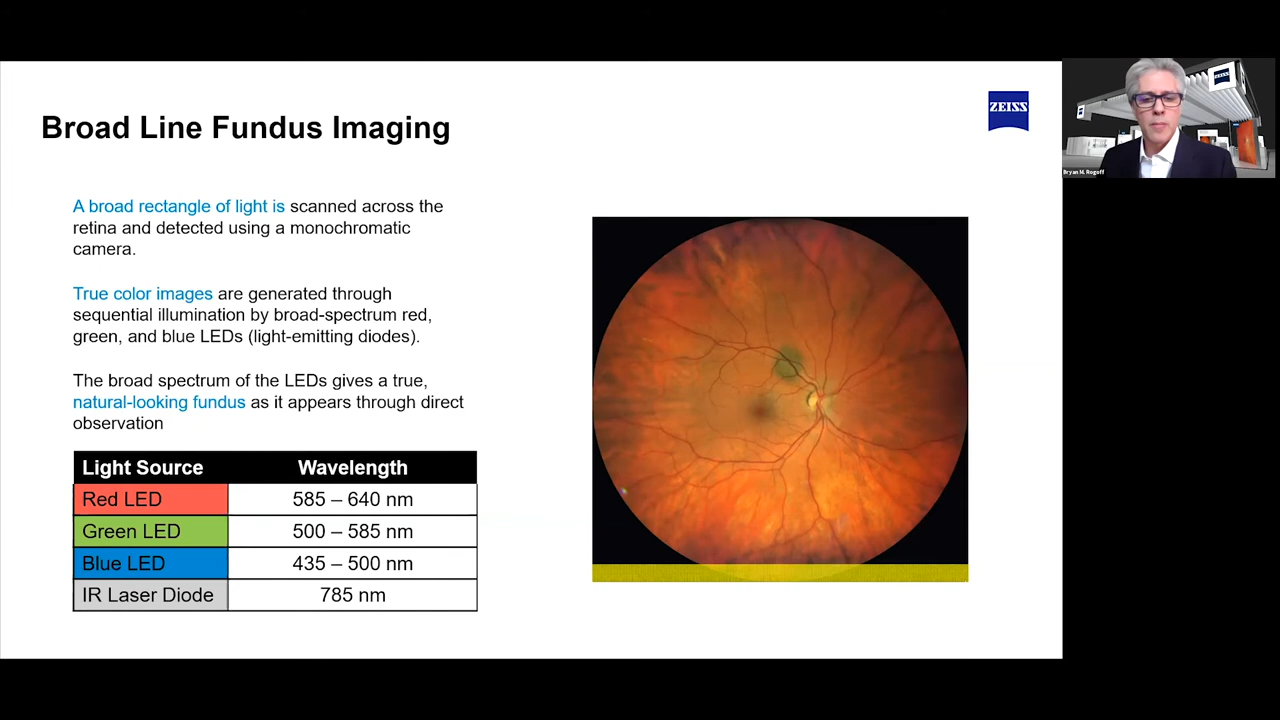 Broad Line Fundus Imaging
ZEISS
A broad rectangle of light is scanned across the
retina and detected using a monochromatic
camera.
True color images are generated through
sequential illumination by broad-spectrum red,
green, and blue LEDs (light-emitting diodes).
The broad spectrum of the LEDs gives a true,
natural-looking fundus as it appears through direct
observation
Light Source Wavelength
Red LED 585 – 640 nm
Green LED 500 – 585 nm
Blue LED 435 – 500 nm
IR Laser Diode 785 nm
ZEISS
Bryan M. Rogoff